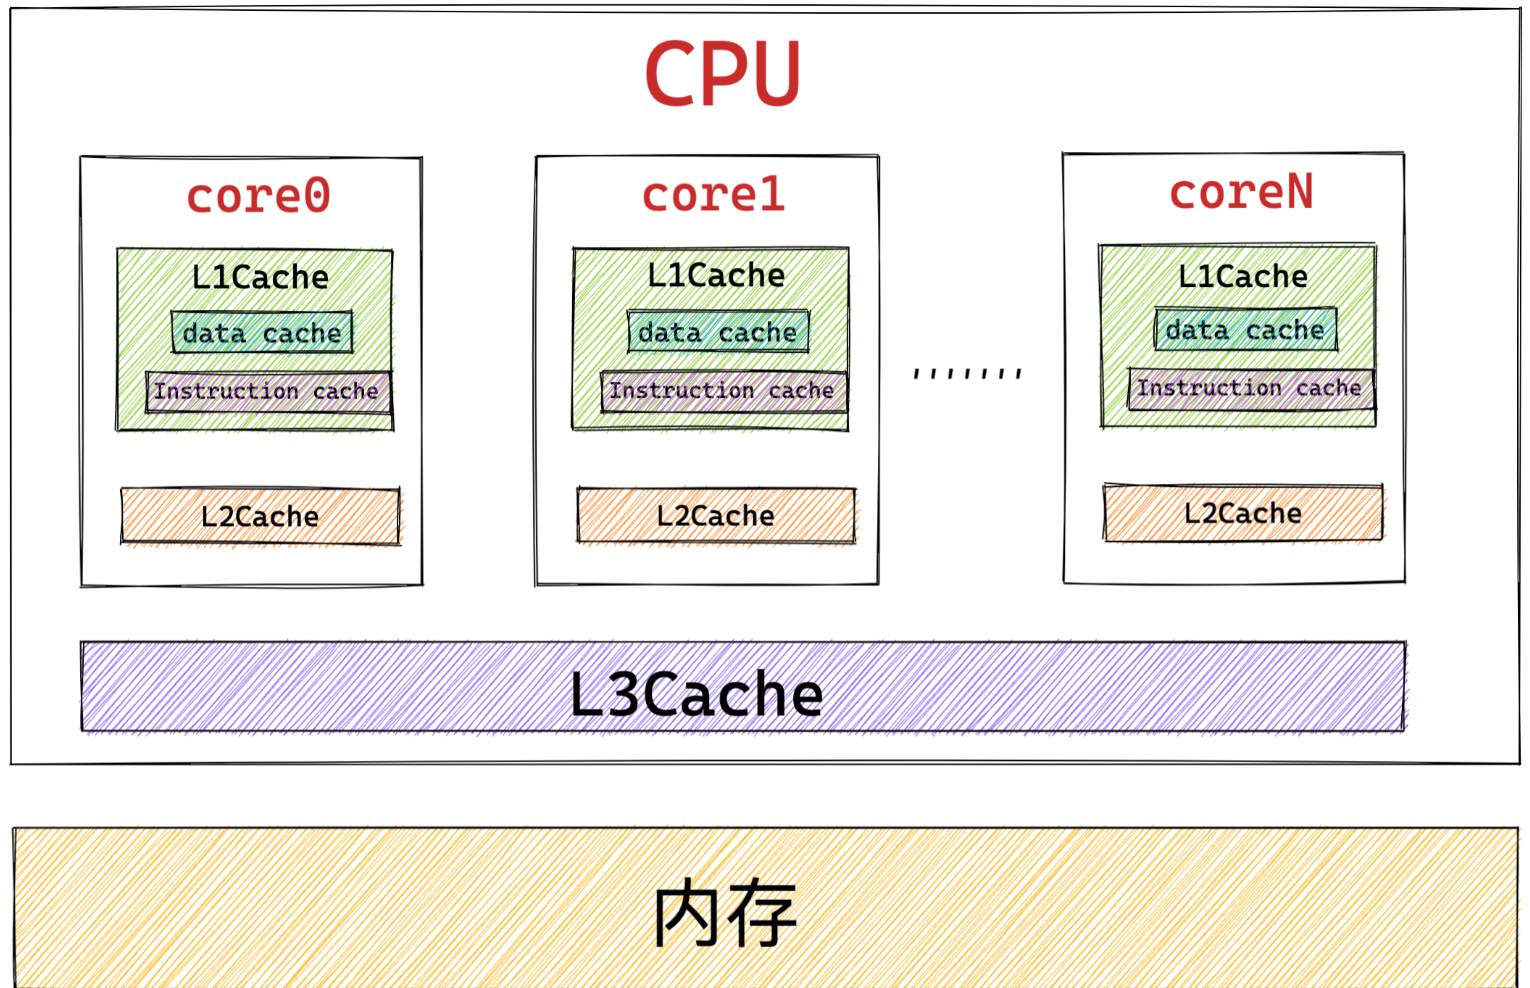 CPU
core0
L1Cache
data cache
Instruction cache
L2Cache
core1
L1Cache
data cache
Instruction cache
L2Cache
,,,,,,,
coreN
L1Cache
data cache
Instruction cache
L2Cache
L3Cache
内存